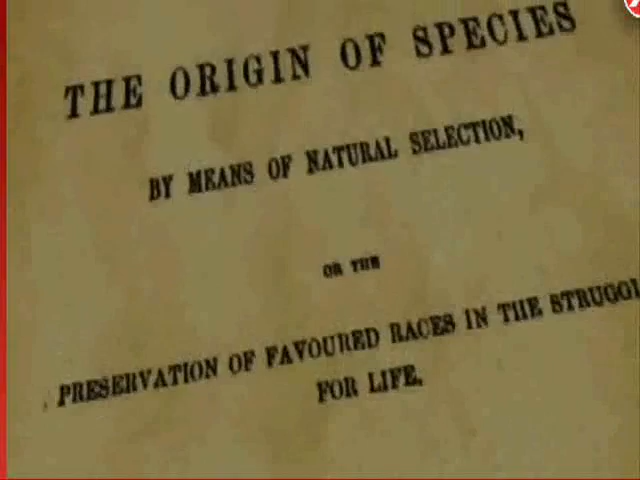 THE ORIGIN OF SPECIES
BY MEANS OF NATURAL SELECTION,
OR THE
PRESERVATION OF FAVOURED RACES IN THE STRUGGL
FOR LIFE.